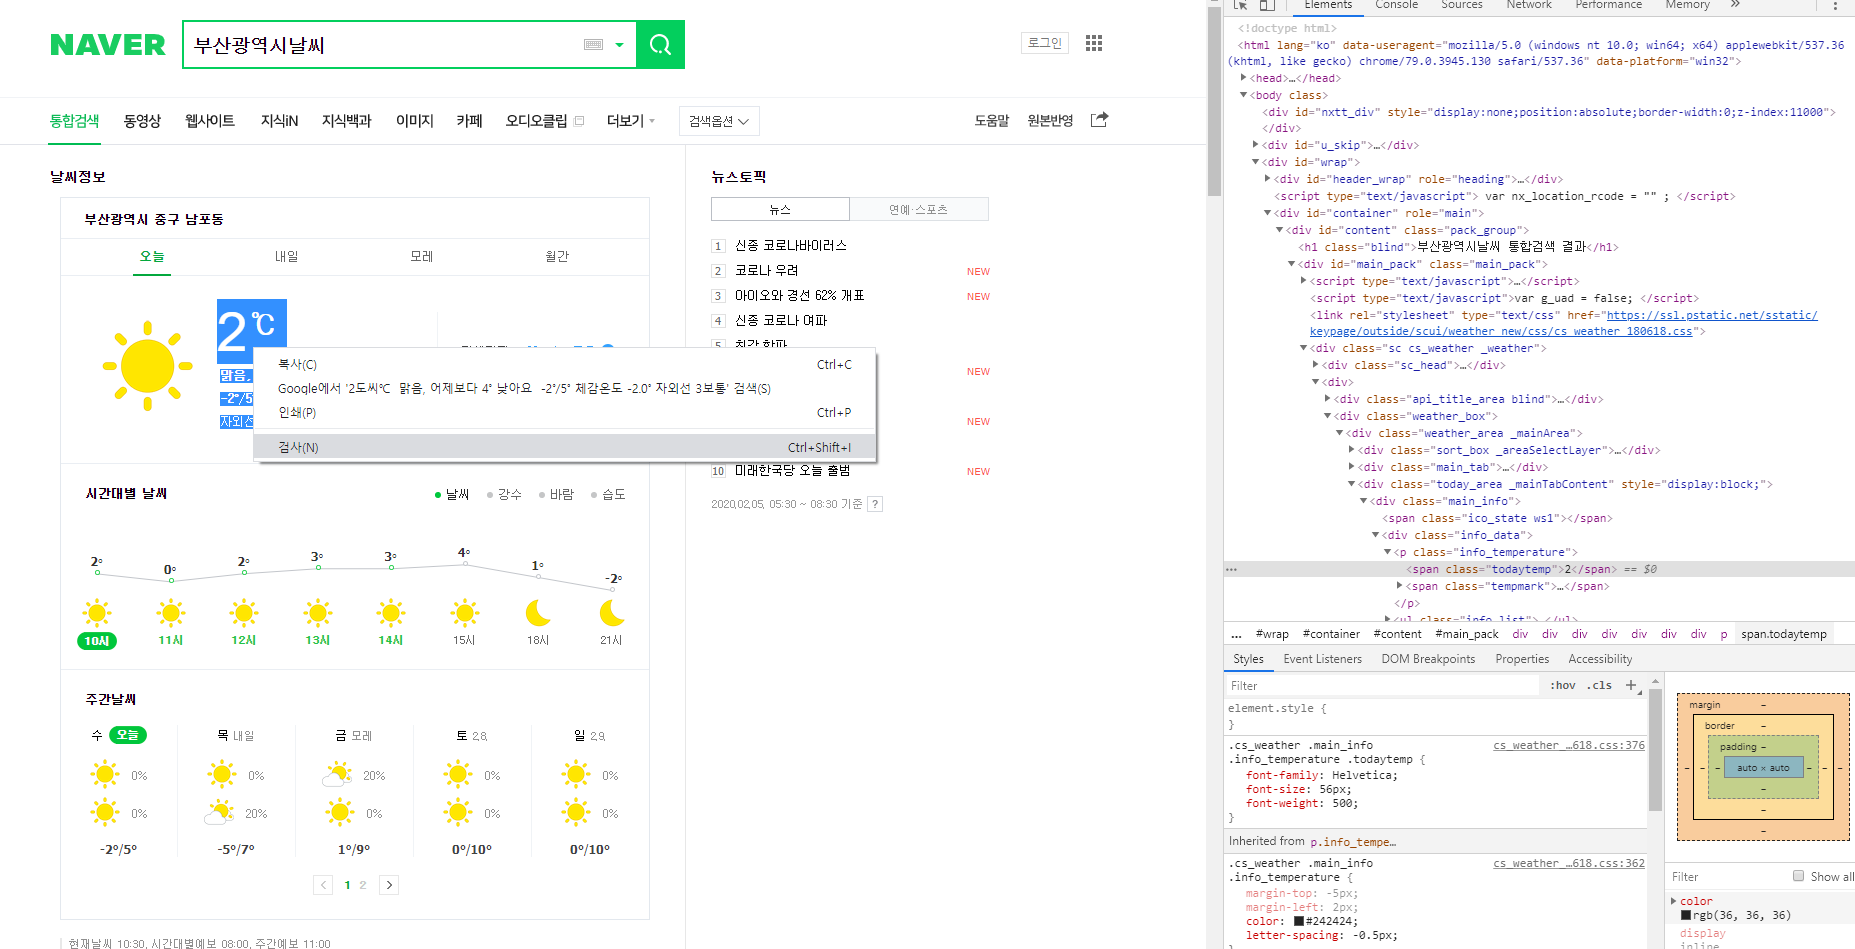 NAVER
부산광역시날씨
로그인
통합검색 동영상 웹사이트 지식iN 지식백과 이미지 카페 오디오클립 더보기 검색옵션 도움말 원본반영
날씨정보
부산광역시 중구 남포동
오늘 내일 모레 월간
2℃
맑음,
-2°/5
자외선
복사(C) Ctrl+C
Google에서 '2도씨℃ 맑음, 어제보다 4° 낮아요 -2°/5° 체감온도 -2.0° 자외선 3보통' 검색(S)
인쇄(P) Ctrl+P
검사(N) Ctrl+Shift+I
시간대별 날씨
날씨 강수 바람 습도
2° 0° 2° 3° 3° 4° 1° -2°
10시 11시 12시 13시 14시 15시 18시 21시
주간날씨
수 오늘 목 내일 금 모레 토 2.8. 일 2.9.
0% 0% 20% 0% 0%
0% 20% 0% 0% 0%
-2°/5° -5°/7° 1°/9° 0°/10° 0°/10°
1 2
현재날씨 10:30, 시간대별예보 08:00, 주간예보 11:00
뉴스토픽
뉴스 연예·스포츠
1 신종 코로나바이러스
2 코로나 우려 NEW
3 아이오와 경선 62% 개표 NEW
4 신종 코로나 여파
5
NEW
NEW
10 미래한국당 오늘 출범 NEW
2020.02.05. 05:30 ~ 08:30 기준 ?
Elements Console Sources Network Performance Memory »
<!doctype html>
<html lang="ko" data-useragent="mozilla/5.0 (windows nt 10.0; win64; x64) applewebkit/537.36
(khtml, like gecko) chrome/79.0.3945.130 safari/537.36" data-platform="win32">
<head>…</head>
<body class>
<div id="nxtt_div" style="display:none;position:absolute;border-width:0;z-index:11000">
</div>
<div id="u_skip">…</div>
<div id="wrap">
<div id="header_wrap" role="heading">…</div>
<script type="text/javascript"> var nx_location_rcode = "" ; </script>
<div id="container" role="main">
<div id="content" class="pack_group">
<h1 class="blind">부산광역시날씨 통합검색 결과</h1>
<div id="main_pack" class="main_pack">
<script type="text/javascript">…</script>
<script type="text/javascript">var g_uad = false; </script>
<link rel="stylesheet" type="text/css" href="https://ssl.pstatic.net/sstatic/
keypage/outside/scui/weather_new/css/cs_weather_180618.css">
<div class="sc cs_weather _weather">
<div class="sc_head">…</div>
<div>
<div class="api_title_area blind">…</div>
<div class="weather_box">
<div class="weather_area _mainArea">
<div class="sort_box _areaSelectLayer">…</div>
<div class="main_tab">…</div>
<div class="today_area _mainTabContent" style="display:block;">
<div class="main_info">
<span class="ico_state ws1"></span>
<div class="info_data">
<p class="info_temperature">
… <span class="todaytemp">2</span> == $0
<span class="tempmark">…</span>
</p>
<ul class="info_list">…</ul>
… #wrap #container #content #main_pack div div div div div div div p span.todaytemp
Styles Event Listeners DOM Breakpoints Properties Accessibility
Filter :hov .cls +
element.style {
}
.cs_weather .main_info cs_weather_…618.css:376
.info_temperature .todaytemp {
font-family: Helvetica;
font-size: 56px;
font-weight: 500;
}
Inherited from p.info_tempe…
.cs_weather .main_info cs_weather_…618.css:362
.info_temperature {
margin-top: -5px;
margin-left: 2px;
color: #242424;
letter-spacing: -0.5px;
margin –
border –
padding –
– – – auto × auto – – –
–
–
–
Filter Show all
color
rgb(36, 36, 36)
display
inline